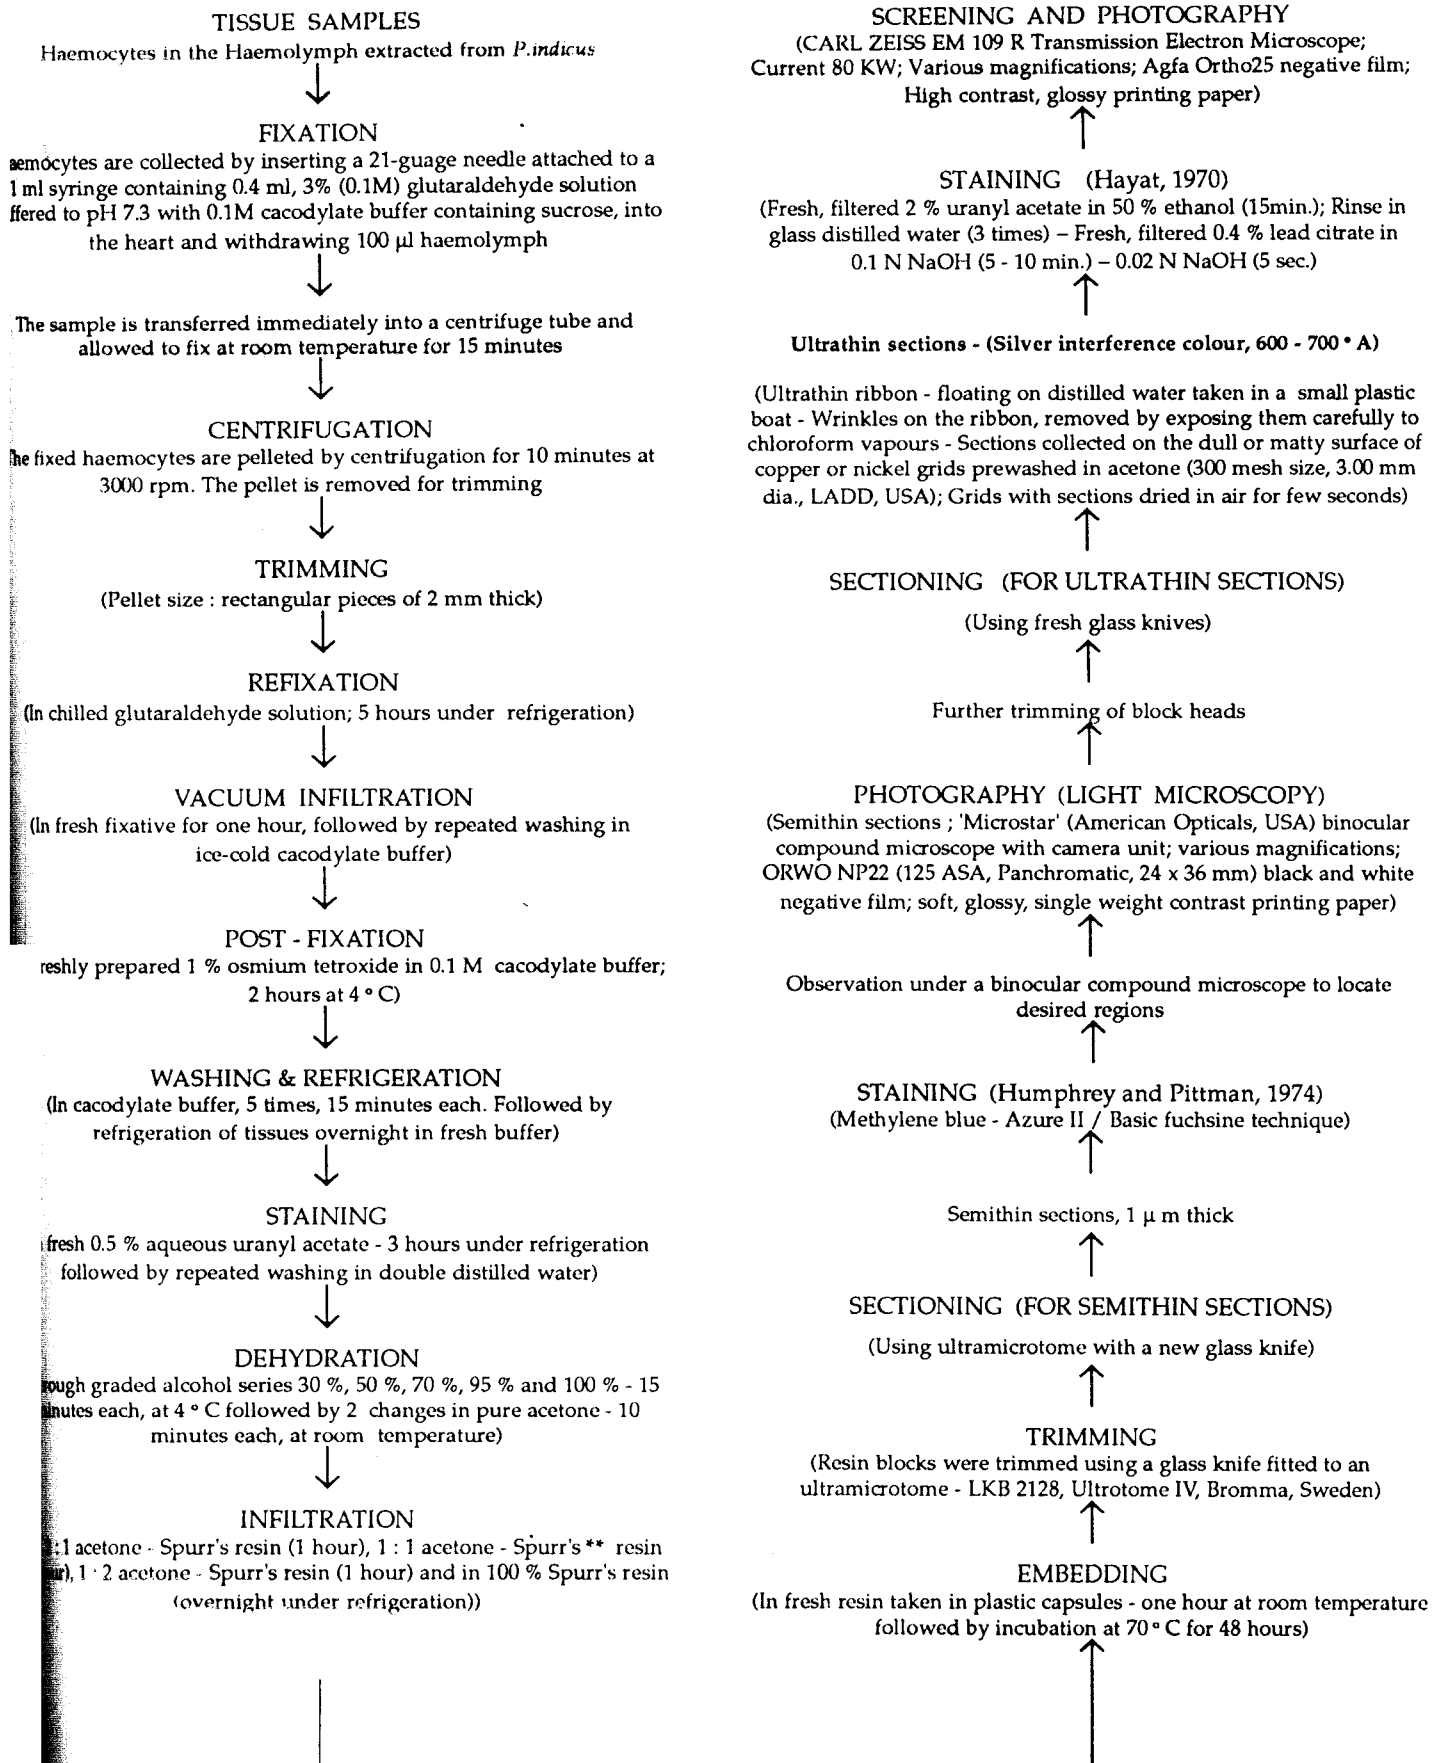 TISSUE SAMPLES
Haemocytes in the Haemolymph extracted from P.indicus
FIXATION
aemocytes are collected by inserting a 21-guage needle attached to a
1 ml syringe containing 0.4 ml, 3% (0.1M) glutaraldehyde solution
ffered to pH 7.3 with 0.1M cacodylate buffer containing sucrose, into
the heart and withdrawing 100 µl haemolymph
The sample is transferred immediately into a centrifuge tube and
allowed to fix at room temperature for 15 minutes
CENTRIFUGATION
he fixed haemocytes are pelleted by centrifugation for 10 minutes at
3000 rpm. The pellet is removed for trimming
TRIMMING
(Pellet size : rectangular pieces of 2 mm thick)
REFIXATION
(In chilled glutaraldehyde solution; 5 hours under refrigeration)
VACUUM INFILTRATION
(In fresh fixative for one hour, followed by repeated washing in
ice-cold cacodylate buffer)
POST - FIXATION
reshly prepared 1 % osmium tetroxide in 0.1 M cacodylate buffer;
2 hours at 4 ° C)
WASHING & REFRIGERATION
(In cacodylate buffer, 5 times, 15 minutes each. Followed by
refrigeration of tissues overnight in fresh buffer)
STAINING
fresh 0.5 % aqueous uranyl acetate - 3 hours under refrigeration
followed by repeated washing in double distilled water)
DEHYDRATION
ough graded alcohol series 30 %, 50 %, 70 %, 95 % and 100 % - 15
nutes each, at 4 ° C followed by 2 changes in pure acetone - 10
minutes each, at room temperature)
INFILTRATION
:1 acetone - Spurr's resin (1 hour), 1 : 1 acetone - Spurr's ** resin
1 : 2 acetone - Spurr's resin (1 hour) and in 100 % Spurr's resin
(overnight under refrigeration))
SCREENING AND PHOTOGRAPHY
(CARL ZEISS EM 109 R Transmission Electron Microscope;
Current 80 KW; Various magnifications; Agfa Ortho25 negative film;
High contrast, glossy printing paper)
STAINING (Hayat, 1970)
(Fresh, filtered 2 % uranyl acetate in 50 % ethanol (15min.); Rinse in
glass distilled water (3 times) – Fresh, filtered 0.4 % lead citrate in
0.1 N NaOH (5 - 10 min.) – 0.02 N NaOH (5 sec.)
Ultrathin sections - (Silver interference colour, 600 - 700 ° A)
(Ultrathin ribbon - floating on distilled water taken in a small plastic
boat - Wrinkles on the ribbon, removed by exposing them carefully to
chloroform vapours - Sections collected on the dull or matty surface of
copper or nickel grids prewashed in acetone (300 mesh size, 3.00 mm
dia., LADD, USA); Grids with sections dried in air for few seconds)
SECTIONING (FOR ULTRATHIN SECTIONS)
(Using fresh glass knives)
Further trimming of block heads
PHOTOGRAPHY (LIGHT MICROSCOPY)
(Semithin sections ; 'Microstar' (American Opticals, USA) binocular
compound microscope with camera unit; various magnifications;
ORWO NP22 (125 ASA, Panchromatic, 24 x 36 mm) black and white
negative film; soft, glossy, single weight contrast printing paper)
Observation under a binocular compound microscope to locate
desired regions
STAINING (Humphrey and Pittman, 1974)
(Methylene blue - Azure II / Basic fuchsine technique)
Semithin sections, 1 µ m thick
SECTIONING (FOR SEMITHIN SECTIONS)
(Using ultramicrotome with a new glass knife)
TRIMMING
(Resin blocks were trimmed using a glass knife fitted to an
ultramicrotome - LKB 2128, Ultrotome IV, Bromma, Sweden)
EMBEDDING
(In fresh resin taken in plastic capsules - one hour at room temperature
followed by incubation at 70 ° C for 48 hours)